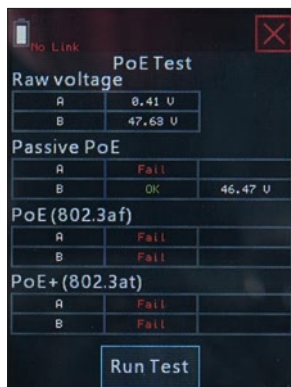 No Link
PoE Test
Raw voltage
A 0.41 V
B 47.63 V
Passive PoE
A Fail
B OK 46.47 V
PoE (802.3af)
A Fail
B Fail
PoE+ (802.3at)
A Fail
B Fail
Run Test